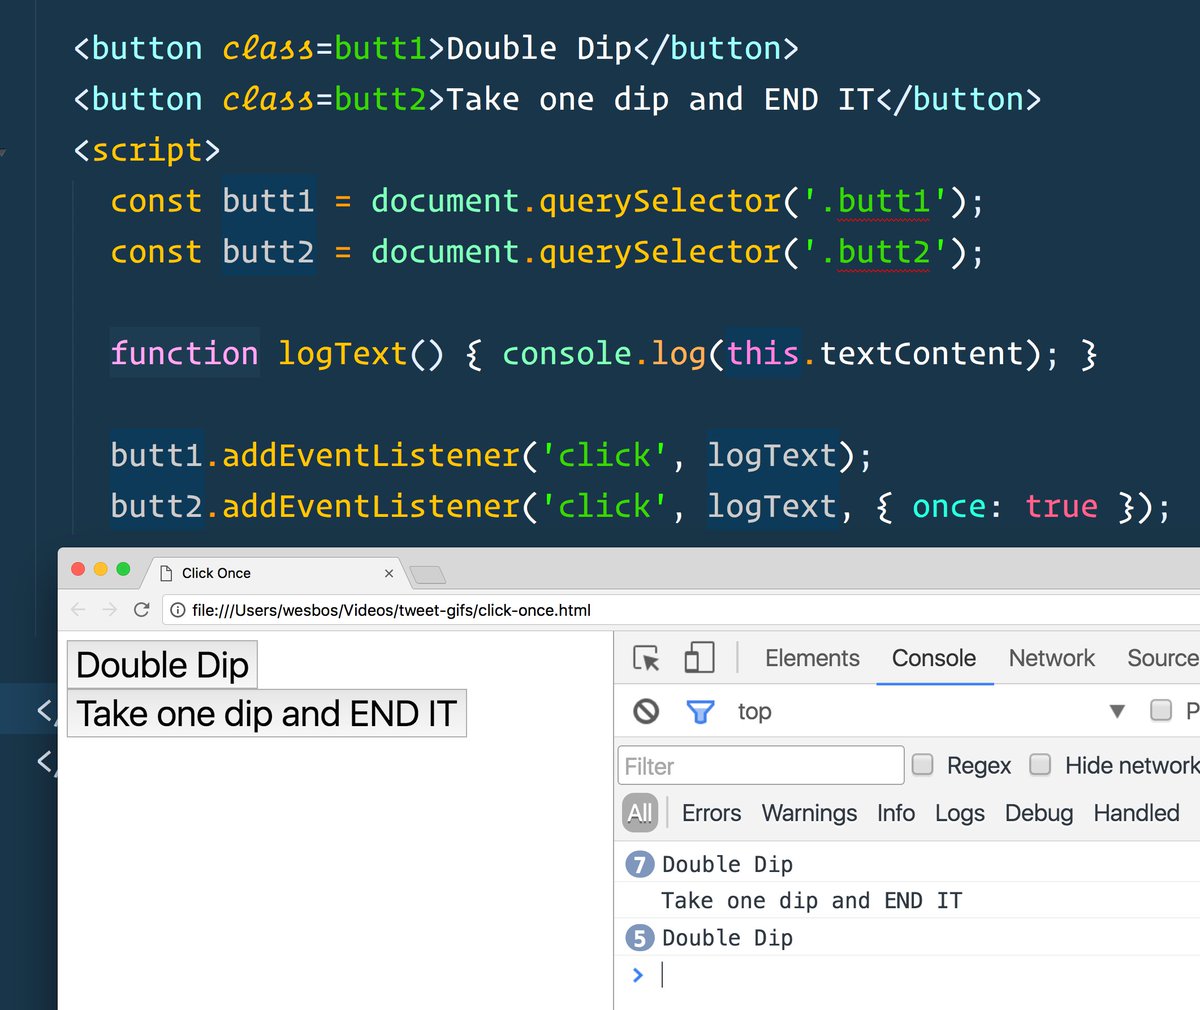 <button class=butt1>Double Dip</button>
<button class=butt2>Take one dip and END IT</button>
<script>
const butt1 = document.querySelector('.butt1');
const butt2 = document.querySelector('.butt2');
function logText() { console.log(this.textContent); }
butt1.addEventListener('click', logText);
butt2.addEventListener('click', logText, { once: true });
</
</
Click Once
file:///Users/wesbos/Videos/tweet-gifs/click-once.html
Double Dip
Take one dip and END IT
Elements Console Network Source
top P
Filter Regex Hide network
All Errors Warnings Info Logs Debug Handled
7 Double Dip
Take one dip and END IT
5 Double Dip
>